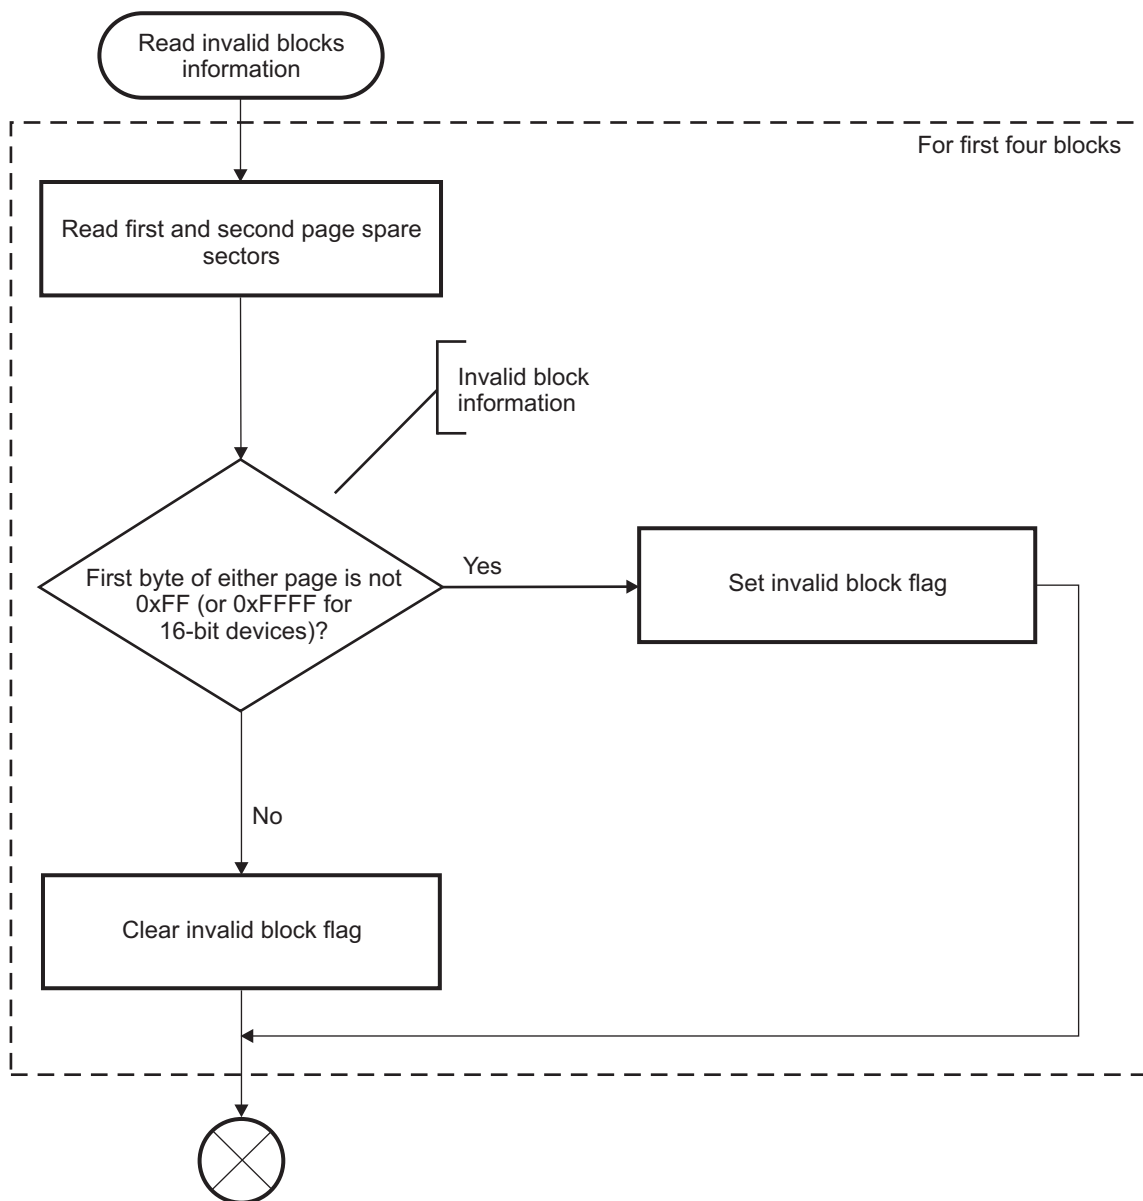 Read invalid blocks
information
For first four blocks
Read first and second page spare
sectors
Invalid block
information
First byte of either page is not
0xFF (or 0xFFFF for
16-bit devices)?
Yes
Set invalid block flag
No
Clear invalid block flag